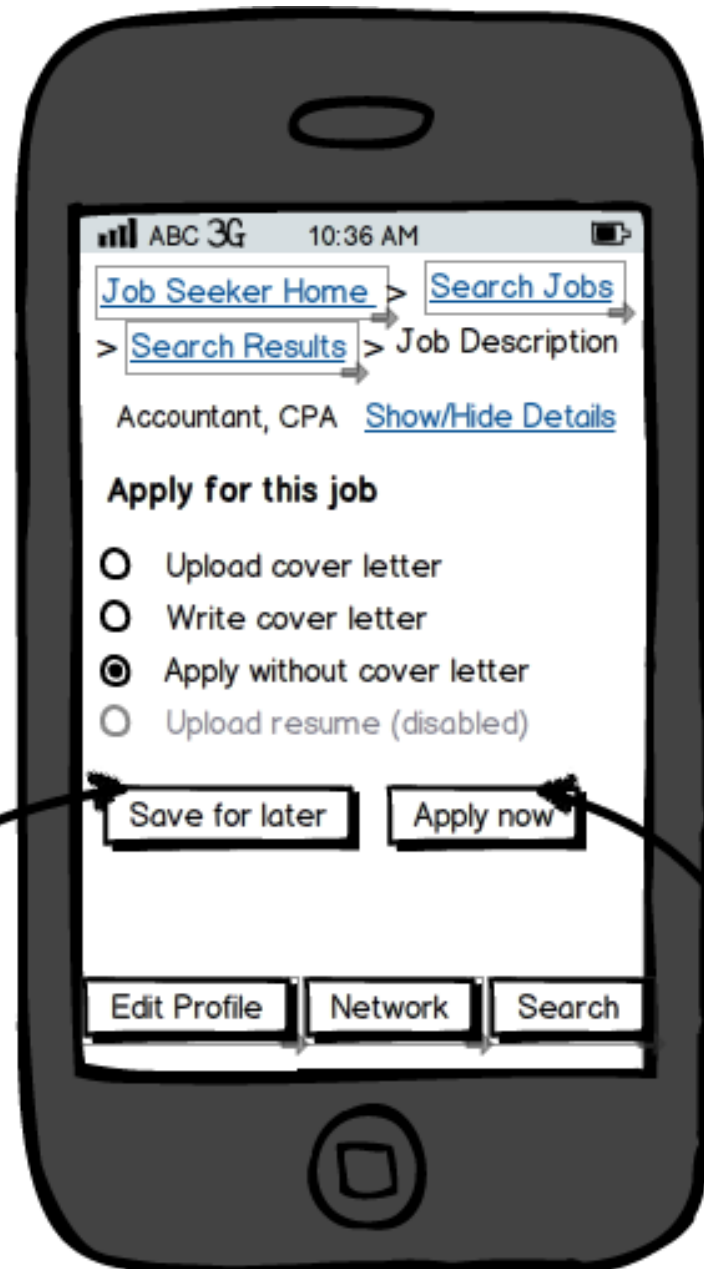 ABC 3G 10:36 AM
Job Seeker Home > Search Jobs
> Search Results > Job Description
Accountant, CPA Show/Hide Details
Apply for this job
Upload cover letter
Write cover letter
Apply without cover letter
Upload resume (disabled)
Save for later Apply now
Edit Profile Network Search